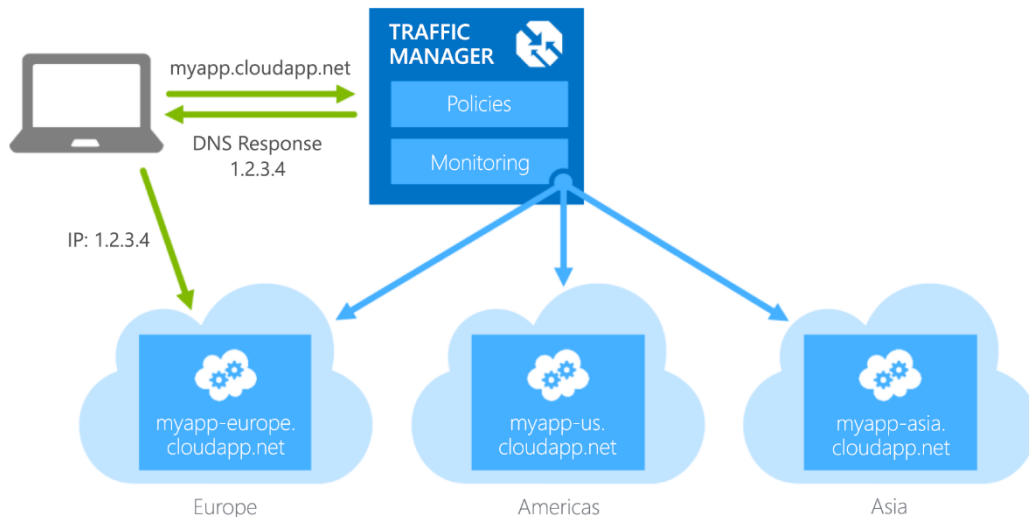 TRAFFIC
MANAGER
myapp.cloudapp.net
Policies
DNS Response
1.2.3.4
Monitoring
IP: 1.2.3.4
myapp-europe.
cloudapp.net
myapp-us.
cloudapp.net
myapp-asia.
cloudapp.net
Europe
Americas
Asia